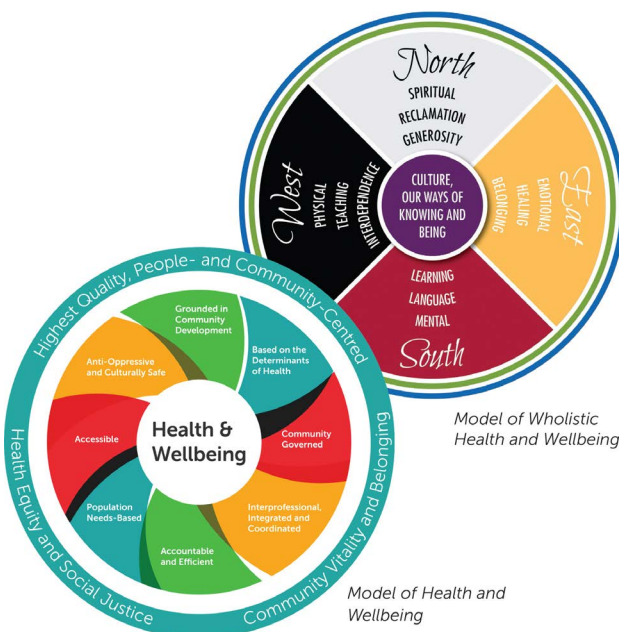 North
SPIRITUAL
RECLAMATION
GENEROSITY
West
PHYSICAL
TEACHING
INTERDEPENDENCE
CULTURE,
OUR WAYS OF
KNOWING AND
BEING
East
EMOTIONAL
HEALING
BELONGING
LEARNING
LANGUAGE
MENTAL
South
Model of Wholistic
Health and Wellbeing
Highest Quality, People- and Community-Centred
Community Vitality and Belonging
Health Equity and Social Justice
Grounded in
Community
Development
Based on the
Determinants
of Health
Community
Governed
Interprofessional,
Integrated and
Coordinated
Accountable
and Efficient
Population
Needs-Based
Accessible
Anti-Oppressive
and Culturally Safe
Health &
Wellbeing
Model of Health and
Wellbeing